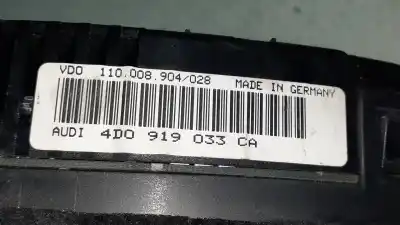 VDO 110.008.904/028 MADE IN GERMANY
AUDI 4D0 919 033 CA